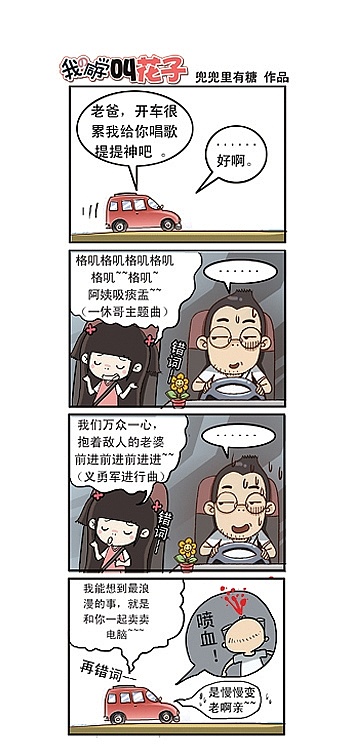 我的同学叫花子
兜兜里有糖 作品
老爸，开车很
累我给你唱歌
提提神吧 。
......
好啊。
格叽格叽格叽格叽
格叽~~格叽~
阿姨吸痰盂~~
（一休哥主题曲）
......
错词—
我们万众一心，
抱着敌人的老婆
前进前进前进进~~
（义勇军进行曲）
......
错词—
我能想到最浪
漫的事，就是
和你一起卖卖
电脑~~~
喷血！
再错词—
是慢慢变
老啊亲~~